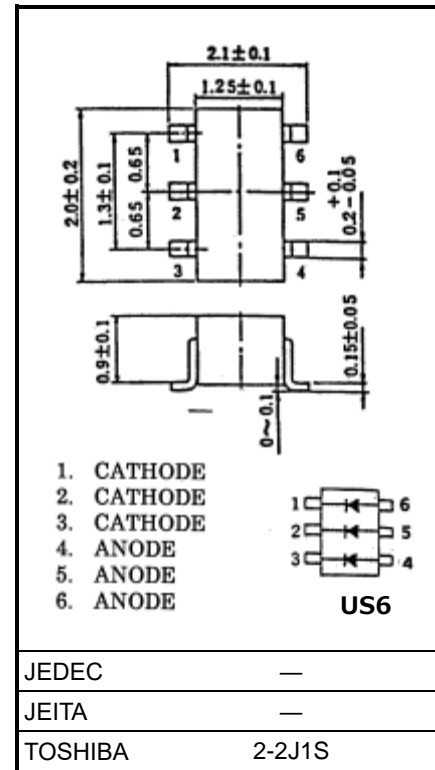 2.1±0.1
1.25±0.1
1
6
2
5
3
4
2.0±0.2
1.3±0.1
0.65
0.65
+0.1
0.2-0.05
0.9±0.1
0.15±0.05
0~0.1
1. CATHODE
2. CATHODE
3. CATHODE
4. ANODE
5. ANODE
6. ANODE
1 6
2 5
3 4
US6
JEDEC —
JEITA —
TOSHIBA 2-2J1S